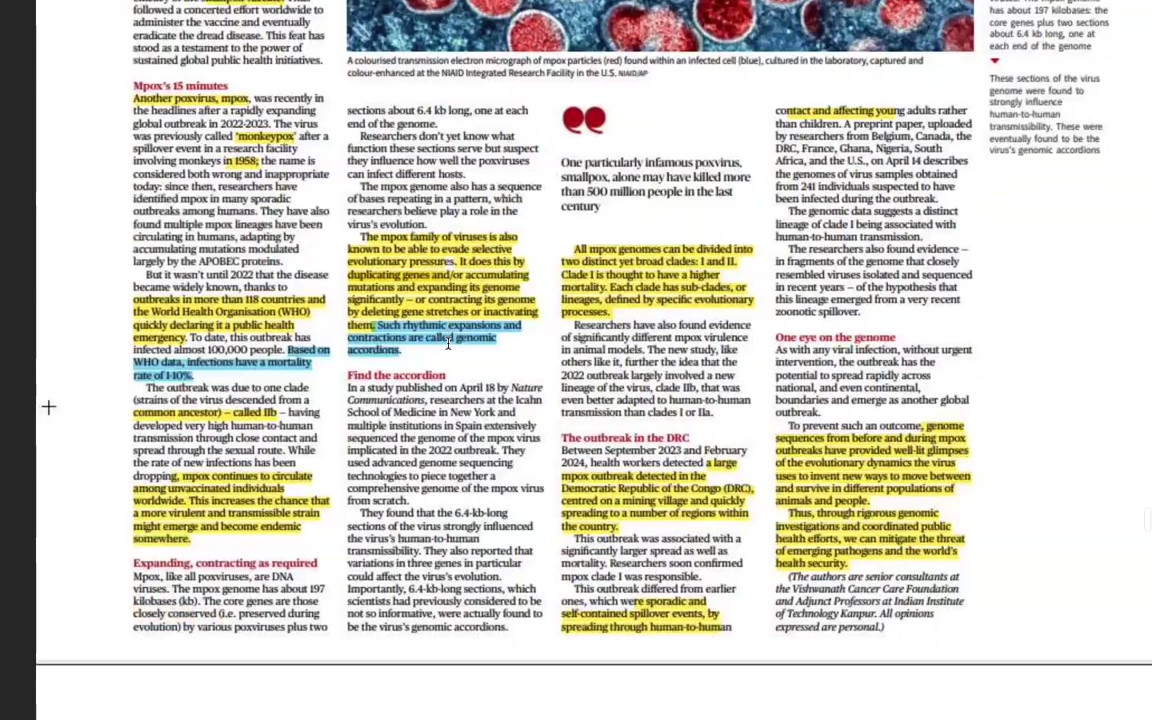 followed a concerted effort worldwide to
administer the vaccine and eventually
eradicate the dread disease. This feat has
stood as a testament to the power of
sustained global public health initiatives.
Mpox's 15 minutes
Another poxvirus, mpox, was recently in
the headlines after a rapidly expanding
global outbreak in 2022-2023. The virus
was previously called 'monkeypox' after a
spillover event in a research facility
involving monkeys in 1958; the name is
considered both wrong and inappropriate
today: since then, researchers have
identified mpox in many sporadic
outbreaks among humans. They have also
found multiple mpox lineages have been
circulating in humans, adapting by
accumulating mutations modulated
largely by the APOBEC proteins.
But it wasn't until 2022 that the disease
became widely known, thanks to
outbreaks in more than 118 countries and
the World Health Organisation (WHO)
quickly declaring it a public health
emergency. To date, this outbreak has
infected almost 100,000 people. Based on
WHO data, infections have a mortality
rate of 1-10%.
The outbreak was due to one clade
(strains of the virus descended from a
common ancestor) – called IIb – having
developed very high human-to-human
transmission through close contact and
spread through the sexual route. While
the rate of new infections has been
dropping, mpox continues to circulate
among unvaccinated individuals
worldwide. This increases the chance that
a more virulent and transmissible strain
might emerge and become endemic
somewhere.
Expanding, contracting as required
Mpox, like all poxviruses, are DNA
viruses. The mpox genome has about 197
kilobases (kb). The core genes are those
closely conserved (i.e. preserved during
evolution) by various poxviruses plus two
A colourised transmission electron micrograph of mpox particles (red) found within an infected cell (blue), cultured in the laboratory, captured and
colour-enhanced at the NIAID Integrated Research Facility in the U.S. NIAID/AP
sections about 6.4 kb long, one at each
end of the genome.
Researchers don't yet know what
function these sections serve but suspect
they influence how well the poxviruses
can infect different hosts.
The mpox genome also has a sequence
of bases repeating in a pattern, which
researchers believe play a role in the
virus's evolution.
The mpox family of viruses is also
known to be able to evade selective
evolutionary pressures. It does this by
duplicating genes and/or accumulating
mutations and expanding its genome
significantly – or contracting its genome
by deleting gene stretches or inactivating
them. Such rhythmic expansions and
contractions are called genomic
accordions.
Find the accordion
In a study published on April 18 by Nature
Communications, researchers at the Icahn
School of Medicine in New York and
multiple institutions in Spain extensively
sequenced the genome of the mpox virus
implicated in the 2022 outbreak. They
used advanced genome sequencing
technologies to piece together a
comprehensive genome of the mpox virus
from scratch.
They found that the 6.4-kb-long
sections of the virus strongly influenced
the virus's human-to-human
transmissibility. They also reported that
variations in three genes in particular
could affect the virus's evolution.
Importantly, 6.4-kb-long sections, which
scientists had previously considered to be
not so informative, were actually found to
be the virus's genomic accordions.
One particularly infamous poxvirus,
smallpox, alone may have killed more
than 500 million people in the last
century
All mpox genomes can be divided into
two distinct yet broad clades: I and II.
Clade I is thought to have a higher
mortality. Each clade has sub-clades, or
lineages, defined by specific evolutionary
processes.
Researchers have also found evidence
of significantly different mpox virulence
in animal models. The new study, like
others like it, further the idea that the
2022 outbreak largely involved a new
lineage of the virus, clade IIb, that was
even better adapted to human-to-human
transmission than clades I or IIa.
The outbreak in the DRC
Between September 2023 and February
2024, health workers detected a large
mpox outbreak detected in the
Democratic Republic of the Congo (DRC),
centred on a mining village and quickly
spreading to a number of regions within
the country.
This outbreak was associated with a
significantly larger spread as well as
mortality. Researchers soon confirmed
mpox clade I was responsible.
This outbreak differed from earlier
ones, which were sporadic and
self-contained spillover events, by
spreading through human-to-human
contact and affecting young adults rather
than children. A preprint paper, uploaded
by researchers from Belgium, Canada, the
DRC, France, Ghana, Nigeria, South
Africa, and the U.S., on April 14 describes
the genomes of virus samples obtained
from 241 individuals suspected to have
been infected during the outbreak.
The genomic data suggests a distinct
lineage of clade I being associated with
human-to-human transmission.
The researchers also found evidence –
in fragments of the genome that closely
resembled viruses isolated and sequenced
in recent years – of the hypothesis that
this lineage emerged from a very recent
zoonotic spillover.
One eye on the genome
As with any viral infection, without urgent
intervention, the outbreak has the
potential to spread rapidly across
national, and even continental,
boundaries and emerge as another global
outbreak.
To prevent such an outcome, genome
sequences from before and during mpox
outbreaks have provided well-lit glimpses
of the evolutionary dynamics the virus
uses to invent new ways to move between
and survive in different populations of
animals and people.
Thus, through rigorous genomic
investigations and coordinated public
health efforts, we can mitigate the threat
of emerging pathogens and the world's
health security.
(The authors are senior consultants at
the Vishwanath Cancer Care Foundation
and Adjunct Professors at Indian Institute
of Technology Kanpur. All opinions
expressed are personal.)
has about 197 kilobases: the
core genes plus two sections
about 6.4 kb long, one at
each end of the genome
These sections of the virus
genome were found to
strongly influence
human-to-human
transmissibility. These were
eventually found to be the
virus's genomic accordions